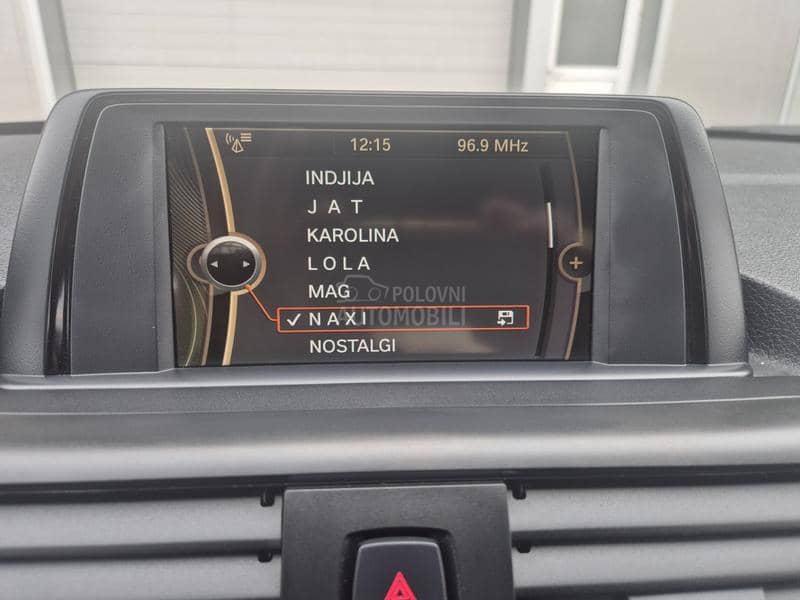 12:15 96.9 MHz
INDJIJA
J A T
KAROLINA
L O L A
MAG
POLOVNI
AUTOMOBILI
N A X I
NOSTALGI